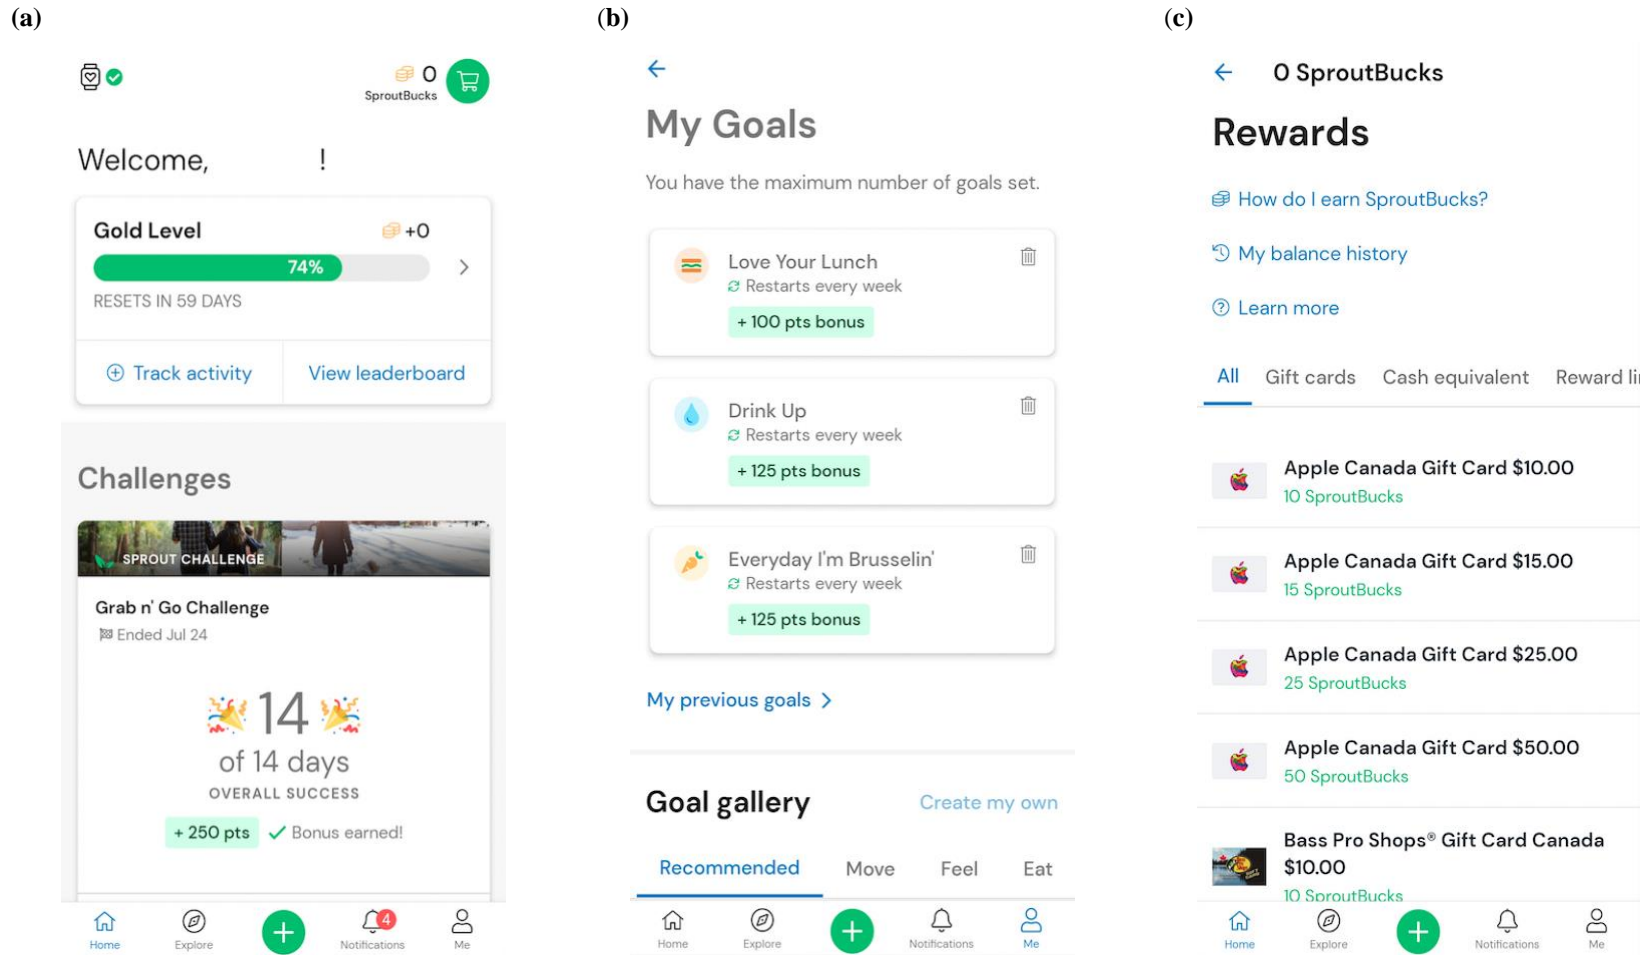 (a)
0
SproutBucks
Welcome, !
Gold Level +0
74%
RESETS IN 59 DAYS
Track activity
View leaderboard
Challenges
SPROUT CHALLENGE
Grab n' Go Challenge
Ended Jul 24
14
of 14 days
OVERALL SUCCESS
+ 250 pts Bonus earned!
Home
Explore
4
Notifications
Me
(b)
My Goals
You have the maximum number of goals set.
Love Your Lunch
Restarts every week
+ 100 pts bonus
Drink Up
Restarts every week
+ 125 pts bonus
Everyday I'm Brusselin'
Restarts every week
+ 125 pts bonus
My previous goals
Goal gallery
Create my own
Recommended Move Feel Eat
Home
Explore
Notifications
Me
(c)
0 SproutBucks
Rewards
How do I earn SproutBucks?
My balance history
Learn more
All Gift cards Cash equivalent Reward
Apple Canada Gift Card $10.00
10 SproutBucks
Apple Canada Gift Card $15.00
15 SproutBucks
Apple Canada Gift Card $25.00
25 SproutBucks
Apple Canada Gift Card $50.00
50 SproutBucks
Bass Pro Shops® Gift Card Canada
$10.00
10 SproutBucks
Home
Explore
Notifications
Me